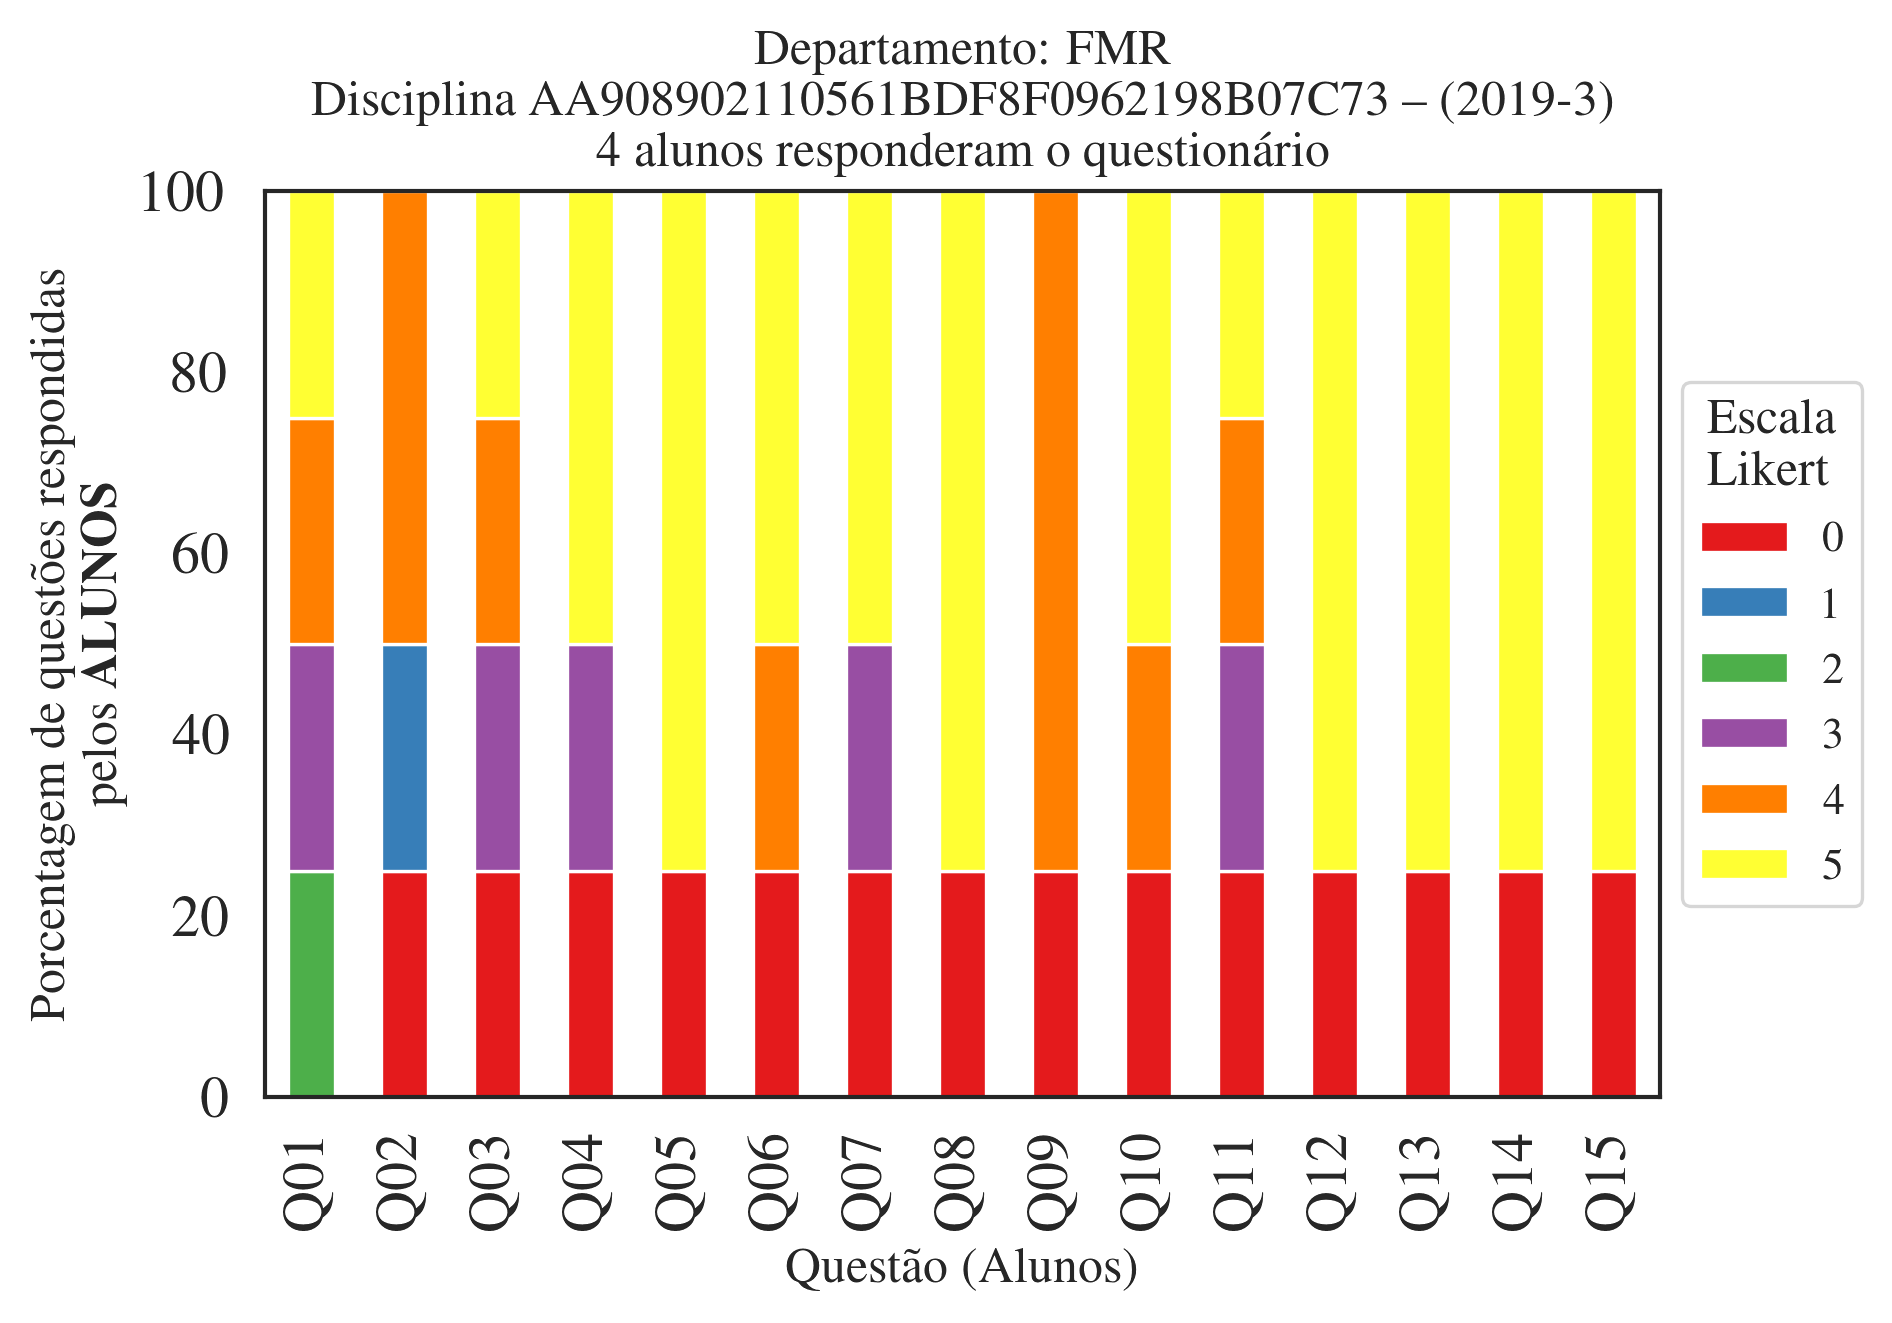 Departamento: FMR
Disciplina AA908902110561BDF8F0962198B07C73 – (2019-3)
4 alunos responderam o questionário
Porcentagem de questões respondidas
pelos ALUNOS
100
80
60
40
20
0
Q01
Q02
Q03
Q04
Q05
Q06
Q07
Q08
Q09
Q10
Q11
Q12
Q13
Q14
Q15
Questão (Alunos)
Escala
Likert
0
1
2
3
4
5